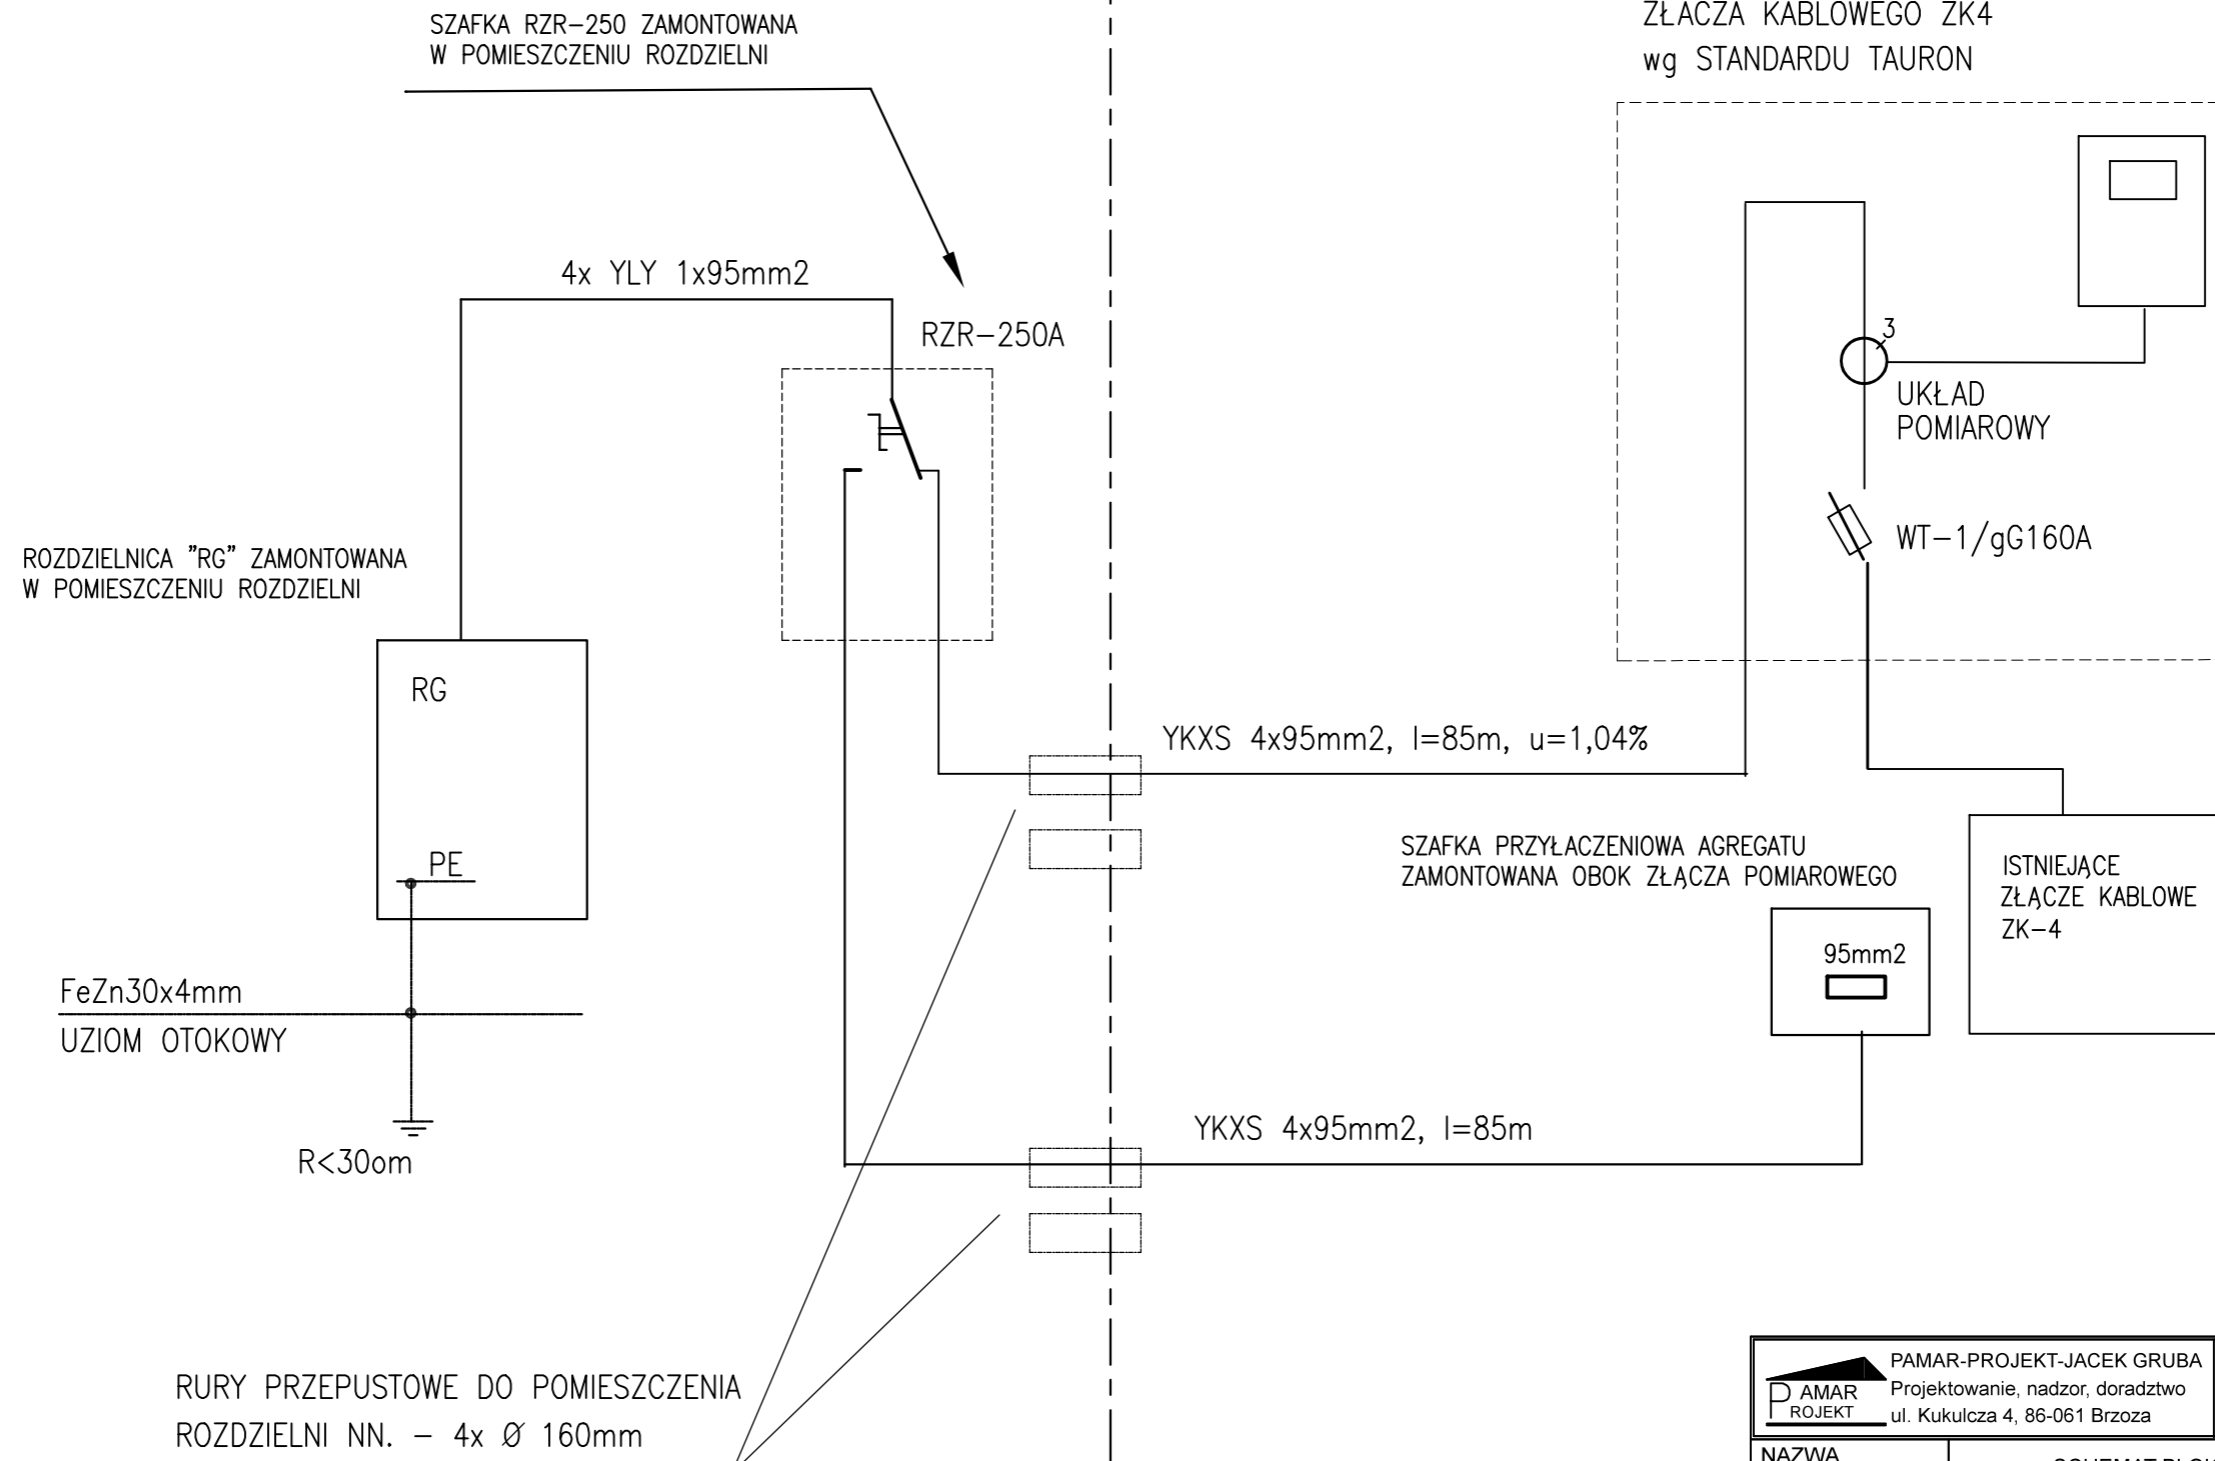 SZAFKA RZR-250 ZAMONTOWANA
W POMIESZCZENIU ROZDZIELNI
ZŁACZA KABLOWEGO ZK4
wg STANDARDU TAURON
4x YLY 1x95mm2
RZR-250A
3
UKŁAD
POMIAROWY
WT-1/gG160A
ROZDZIELNICA "RG" ZAMONTOWANA
W POMIESZCZENIU ROZDZIELNI
RG
PE
YKXS 4x95mm2, l=85m, u=1,04%
SZAFKA PRZYŁACZENIOWA AGREGATU
ZAMONTOWANA OBOK ZŁĄCZA POMIAROWEGO
95mm2
ISTNIEJĄCE
ZŁĄCZE KABLOWE
ZK-4
FeZn30x4mm
UZIOM OTOKOWY
R<30om
YKXS 4x95mm2, l=85m
RURY PRZEPUSTOWE DO POMIESZCZENIA
ROZDZIELNI NN. - 4x Ø 160mm
PAMAR PROJEKT
PAMAR-PROJEKT-JACEK GRUBA
Projektowanie, nadzor, doradztwo
ul. Kukulcza 4, 86-061 Brzoza
NAZWA
SCHEMAT